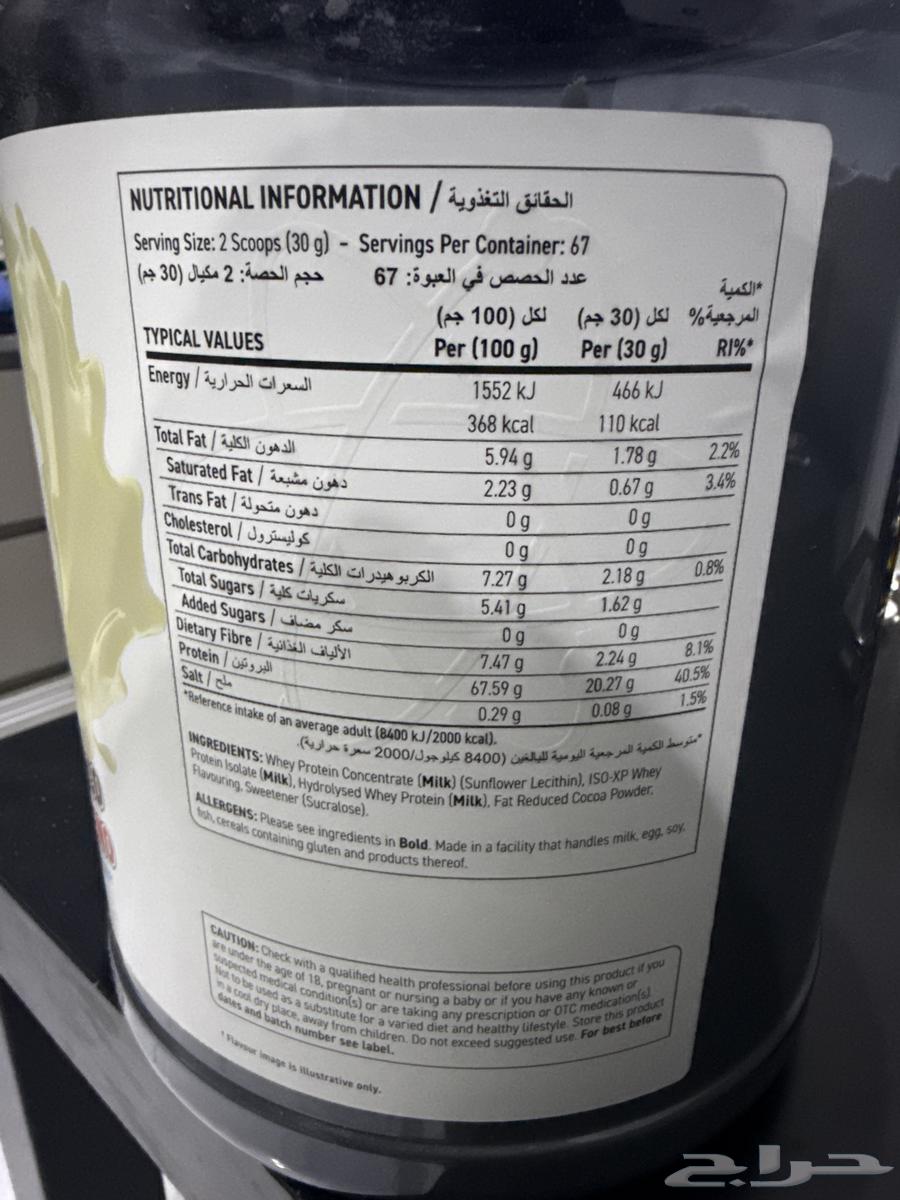 NUTRITIONAL INFORMATION / الحقائق التغذوية
Serving Size: 2 Scoops (30 g) - Servings Per Container: 67
حجم الحصة: 2 مكيال (30 جم) عدد الحصص في العبوة: 67
لكل (100 جم) لكل (30 جم) *الكمية المرجعية%
TYPICAL VALUES Per (100 g) Per (30 g) RI%*
Energy / السعرات الحرارية 1552 kJ 466 kJ
368 kcal 110 kcal
Total Fat / الدهون الكلية 5.94 g 1.78 g 2.2%
Saturated Fat / دهون مشبعة 2.23 g 0.67 g 3.4%
Trans Fat / دهون متحولة 0 g 0 g
Cholesterol / كوليسترول 0 g 0 g
Total Carbohydrates / الكربوهيدرات الكلية 7.27 g 2.18 g 0.8%
Total Sugars / سكريات كلية 5.41 g 1.62 g
Added Sugars / سكر مضاف 0 g 0 g
Dietary Fibre / الألياف الغذائية 7.47 g 2.24 g 8.1%
Protein / البروتين 67.59 g 20.27 g 40.5%
Salt / ملح 0.29 g 0.08 g 1.5%
*Reference intake of an average adult (8400 kJ/2000 kcal).
*متوسط الكمية المرجعية اليومية للبالغين (8400 كيلوجول/2000 سعرة حرارية).
INGREDIENTS: Whey Protein Concentrate (Milk) (Sunflower Lecithin), ISO-XP Whey
Protein Isolate (Milk), Hydrolysed Whey Protein (Milk), Fat Reduced Cocoa Powder,
Flavouring, Sweetener (Sucralose).
ALLERGENS: Please see ingredients in Bold. Made in a facility that handles milk, egg, soy,
fish, cereals containing gluten and products thereof.
CAUTION: Check with a qualified health professional before using this product if you
are under the age of 18, pregnant or nursing a baby or if you have any known or
suspected medical condition(s) or are taking any prescription or OTC medication(s).
Not to be used as a substitute for a varied diet and healthy lifestyle. Store this product
in a cool dry place, away from children. Do not exceed suggested use. For best before
dates and batch number see label.
† Flavour image is illustrative only.
حراج